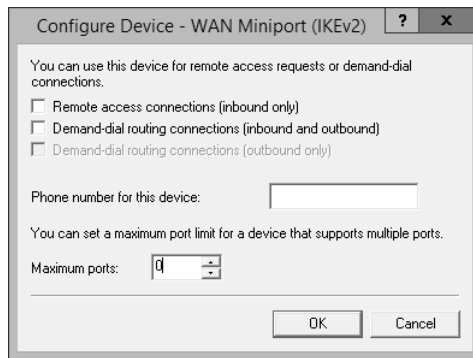 Configure Device - WAN Miniport (IKEv2)
? x
You can use this device for remote access requests or demand-dial
connections.
Remote access connections (inbound only)
Demand-dial routing connections (inbound and outbound)
Demand-dial routing connections (outbound only)
Phone number for this device:
You can set a maximum port limit for a device that supports multiple ports.
Maximum ports: 0
OK Cancel